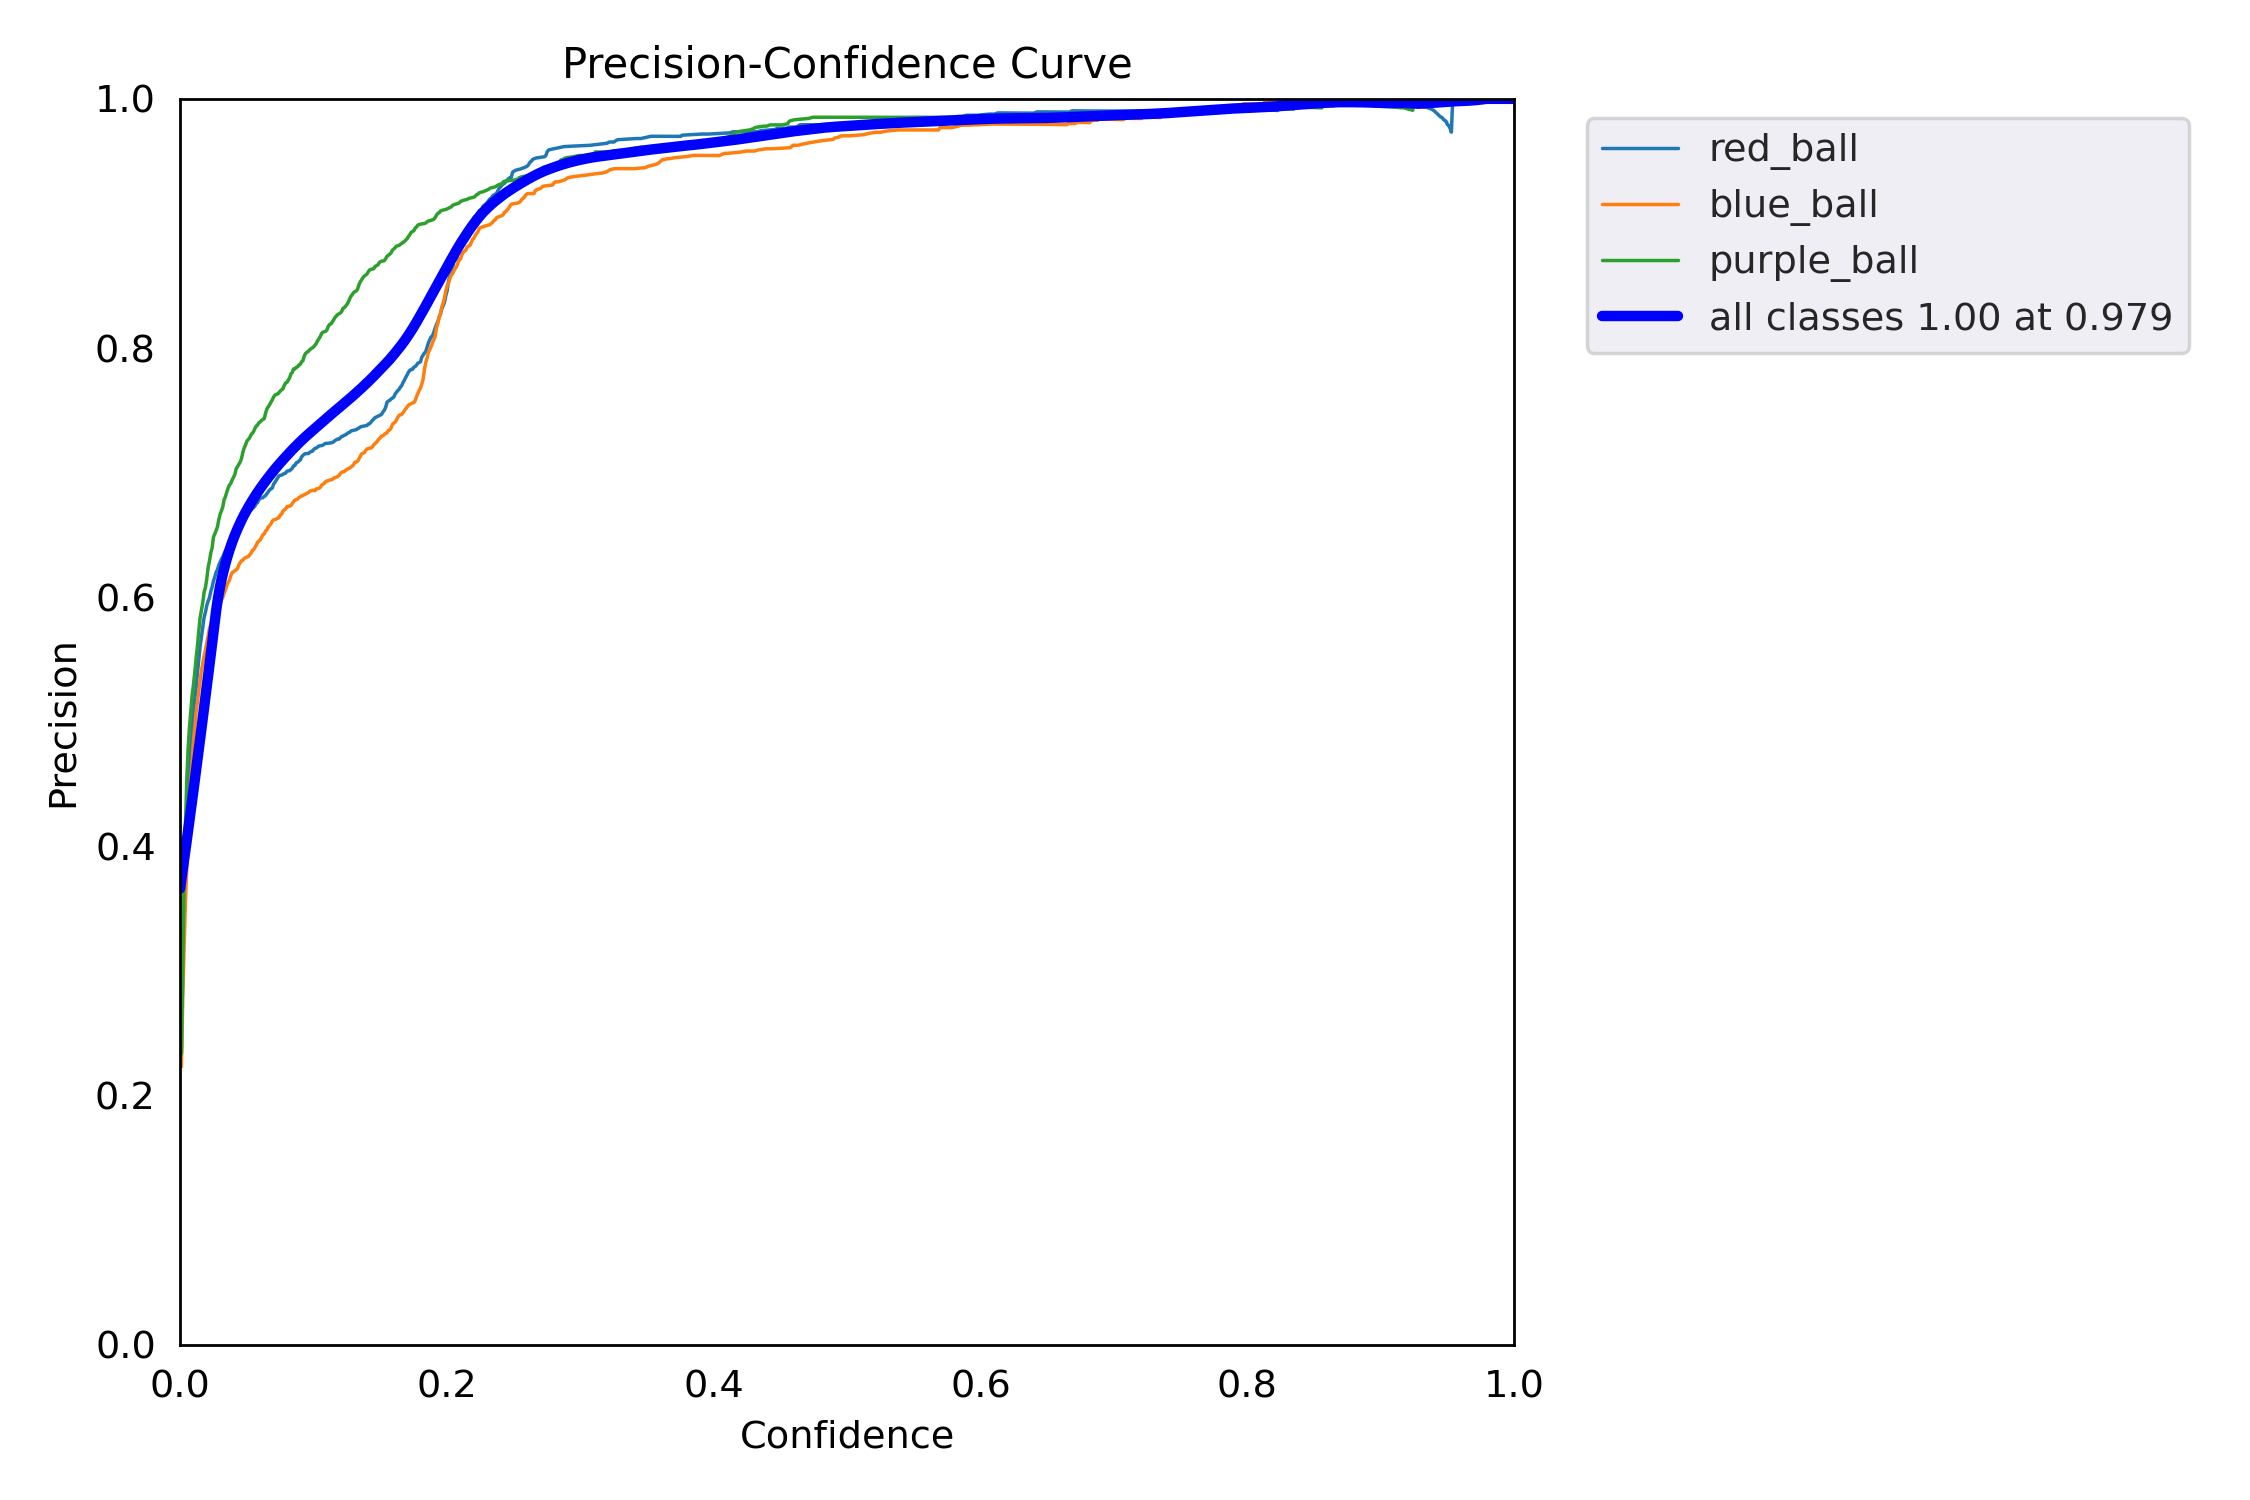 Precision-Confidence Curve
1.0
0.8
0.6
0.4
0.2
0.0
Precision
0.0 0.2 0.4 0.6 0.8 1.0
Confidence
red_ball
blue_ball
purple_ball
all classes 1.00 at 0.979